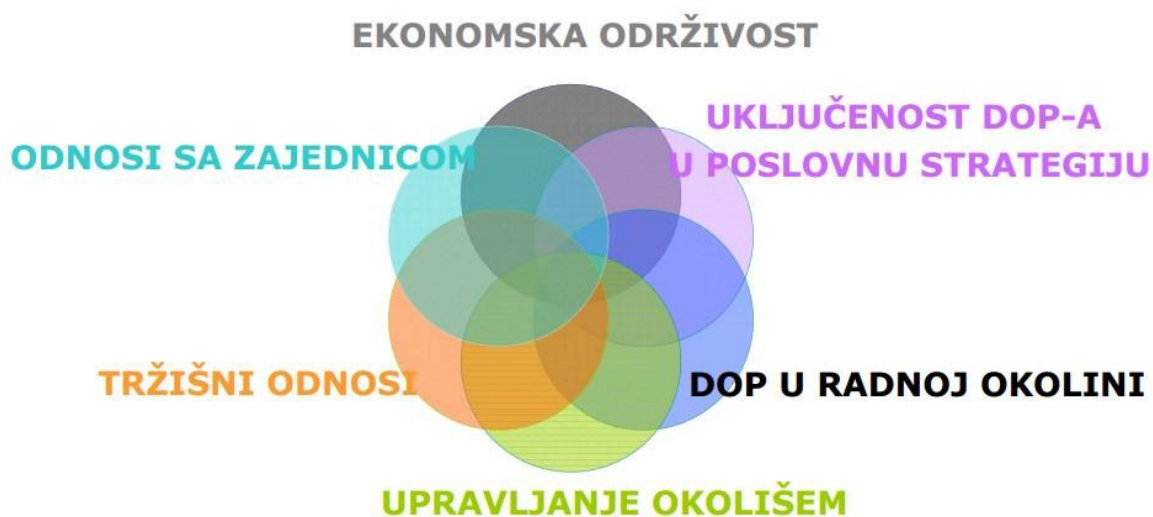 EKONOMSKA ODRŽIVOST
UKLJUČENOST DOP-A
U POSLOVNU STRATEGIJU
ODNOSI SA ZAJEDNICOM
TRŽIŠNI ODNOSI
DOP U RADNOJ OKOLINI
UPRAVLJANJE OKOLIŠEM